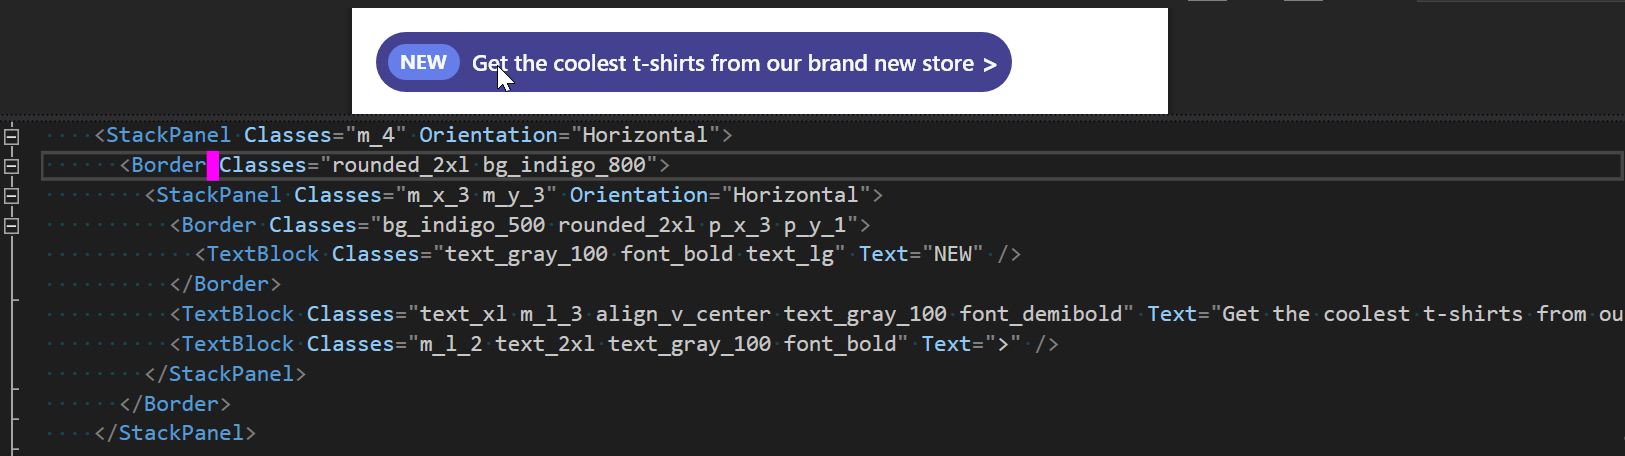 NEW Get the coolest t-shirts from our brand new store >
<StackPanel Classes="m_4" Orientation="Horizontal">
<Border Classes="rounded_2xl bg_indigo_800">
<StackPanel Classes="m_x_3 m_y_3" Orientation="Horizontal">
<Border Classes="bg_indigo_500 rounded_2xl p_x_3 p_y_1">
<TextBlock Classes="text_gray_100 font_bold text_lg" Text="NEW" />
</Border>
<TextBlock Classes="text_xl m_l_3 align_v_center text_gray_100 font_demibold" Text="Get the coolest t-shirts from ou
<TextBlock Classes="m_l_2 text_2xl text_gray_100 font_bold" Text=">" />
</StackPanel>
</Border>
</StackPanel>